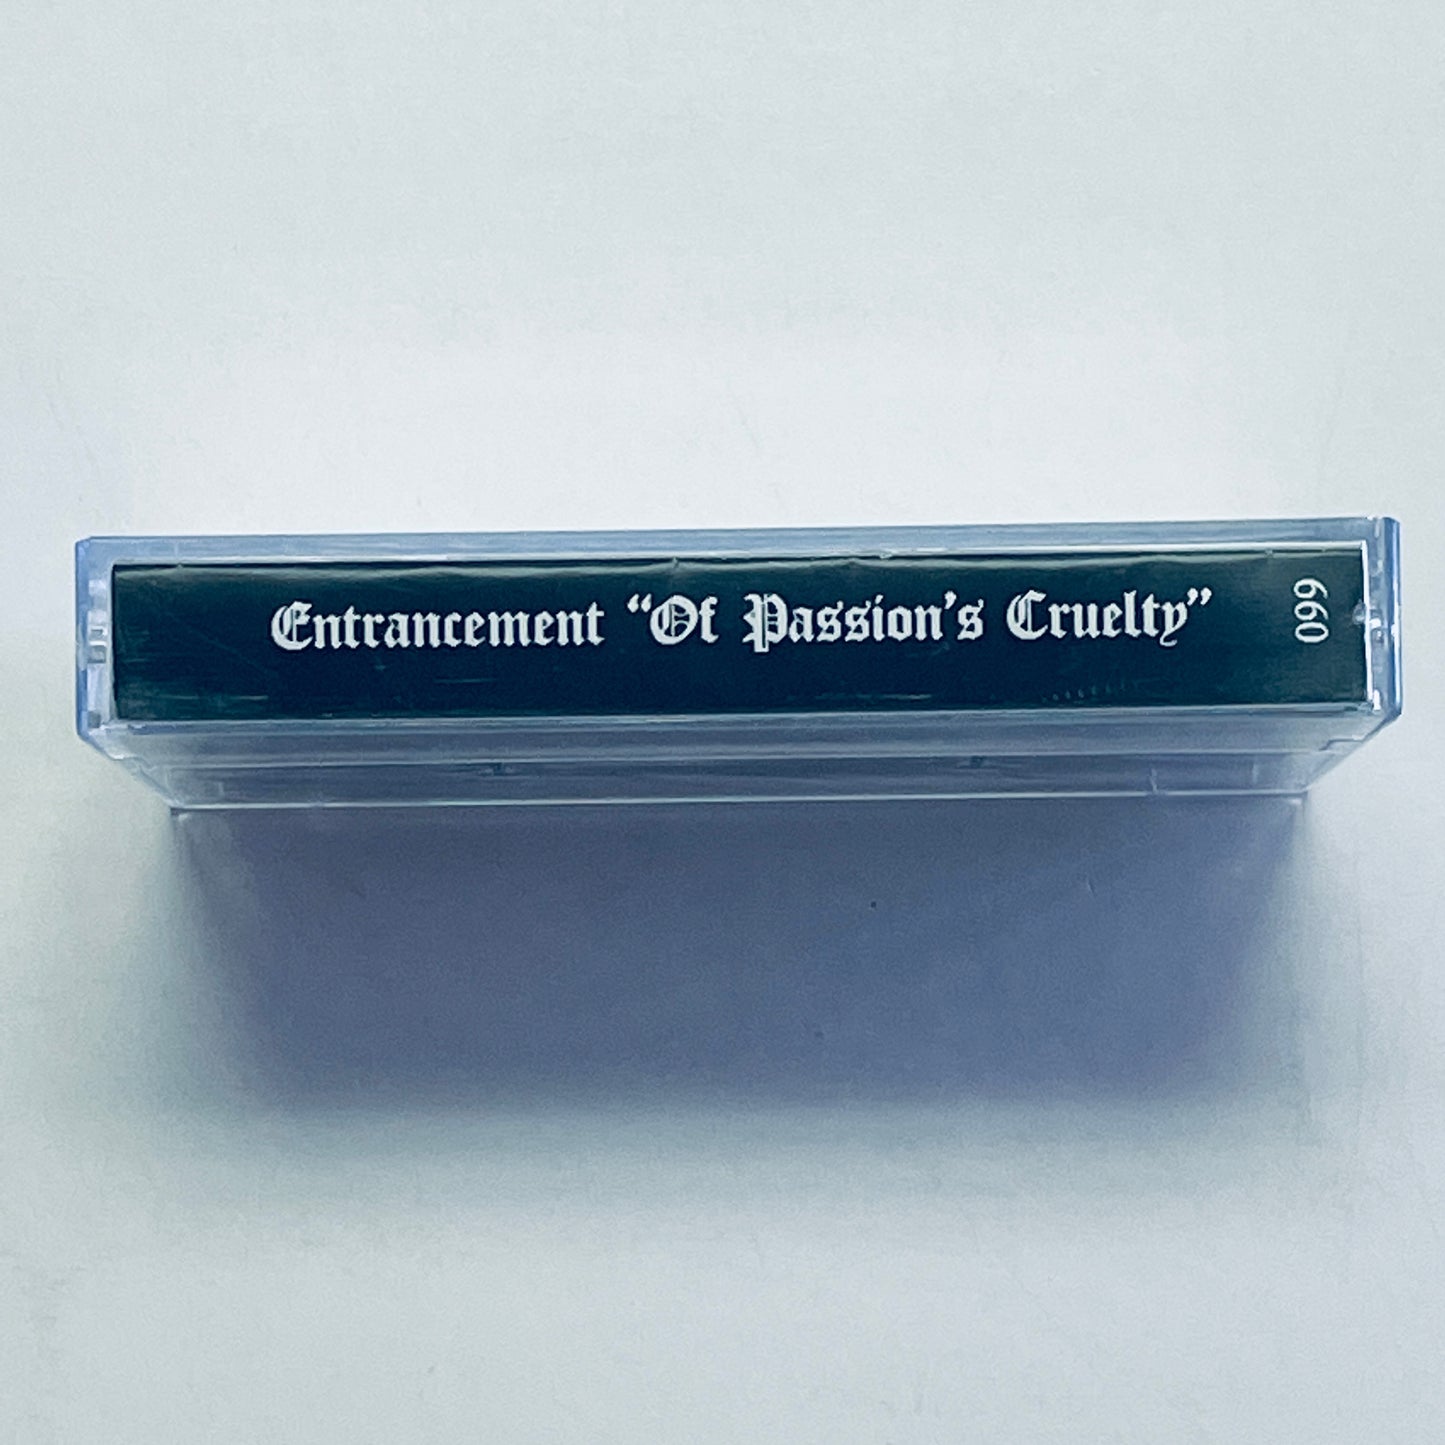 Entrancement “Of Passion’s Cruelty”
099